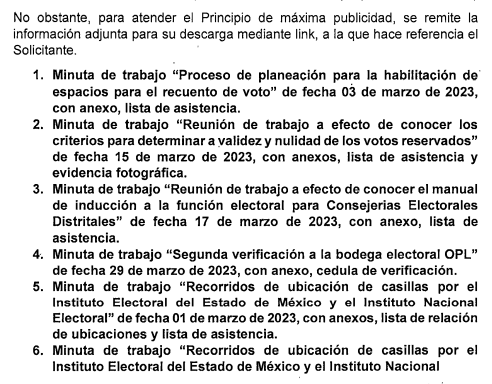 No obstante, para atender el Principio de máxima publicidad, se remite la
información adjunta para su descarga mediante link, a la que hace referencia el
Solicitante.
1. Minuta de trabajo “Proceso de planeación para la habilitación de
espacios para el recuento de voto” de fecha 03 de marzo de 2023,
con anexo, lista de asistencia.
2. Minuta de trabajo “Reunión de trabajo a efecto de conocer los
criterios para determinar a validez y nulidad de los votos reservados”
de fecha 15 de marzo de 2023, con anexos, lista de asistencia y
evidencia fotográfica.
3. Minuta de trabajo “Reunión de trabajo a efecto de conocer el manual
de inducción a la función electoral para Consejerias Electorales
Distritales” de fecha 17 de marzo de 2023, con anexo, lista de
asistencia.
4. Minuta de trabajo “Segunda verificación a la bodega electoral OPL”
de fecha 29 de marzo de 2023, con anexo, cedula de verificación.
5. Minuta de trabajo “Recorridos de ubicación de casillas por el
Instituto Electoral del Estado de México y el Instituto Nacional
Electoral” de fecha 01 de marzo de 2023, con anexos, lista de relación
de ubicaciones y lista de asistencia.
6. Minuta de trabajo “Recorridos de ubicación de casillas por el
Instituto Electoral del Estado de México y el Instituto Nacional